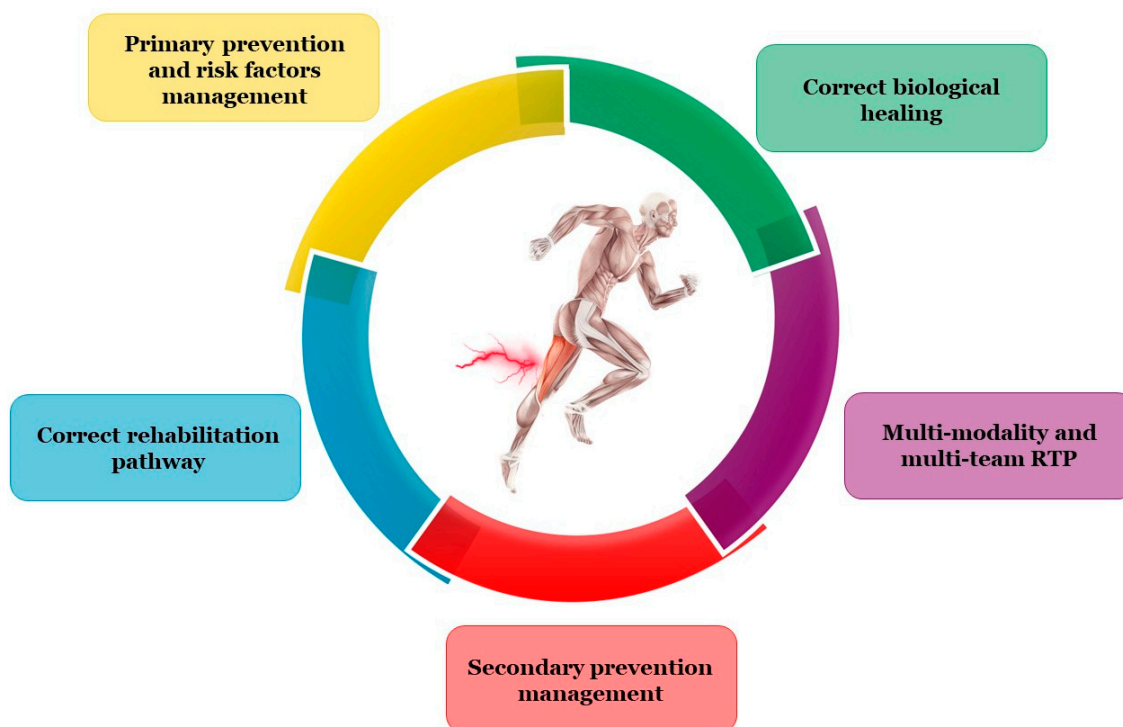 Primary prevention
and risk factors
management
Correct biological
healing
Correct rehabilitation
pathway
Multi-modality and
multi-team RTP
Secondary prevention
management